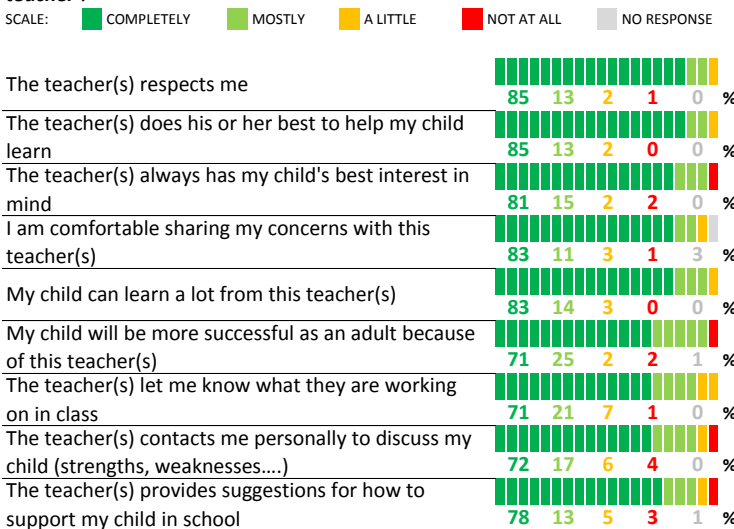 SCALE: COMPLETELY MOSTLY A LITTLE NOT AT ALL NO RESPONSE
The teacher(s) respects me
85 13 2 1 0 %
The teacher(s) does his or her best to help my child
learn
85 13 2 0 0 %
The teacher(s) always has my child's best interest in
mind
81 15 2 2 0 %
I am comfortable sharing my concerns with this
teacher(s)
83 11 3 1 3 %
My child can learn a lot from this teacher(s)
83 14 3 0 0 %
My child will be more successful as an adult because
of this teacher(s)
71 25 2 2 1 %
The teacher(s) let me know what they are working
on in class
71 21 7 1 0 %
The teacher(s) contacts me personally to discuss my
child (strengths, weaknesses....)
72 17 6 4 0 %
The teacher(s) provides suggestions for how to
support my child in school
78 13 5 3 1 %